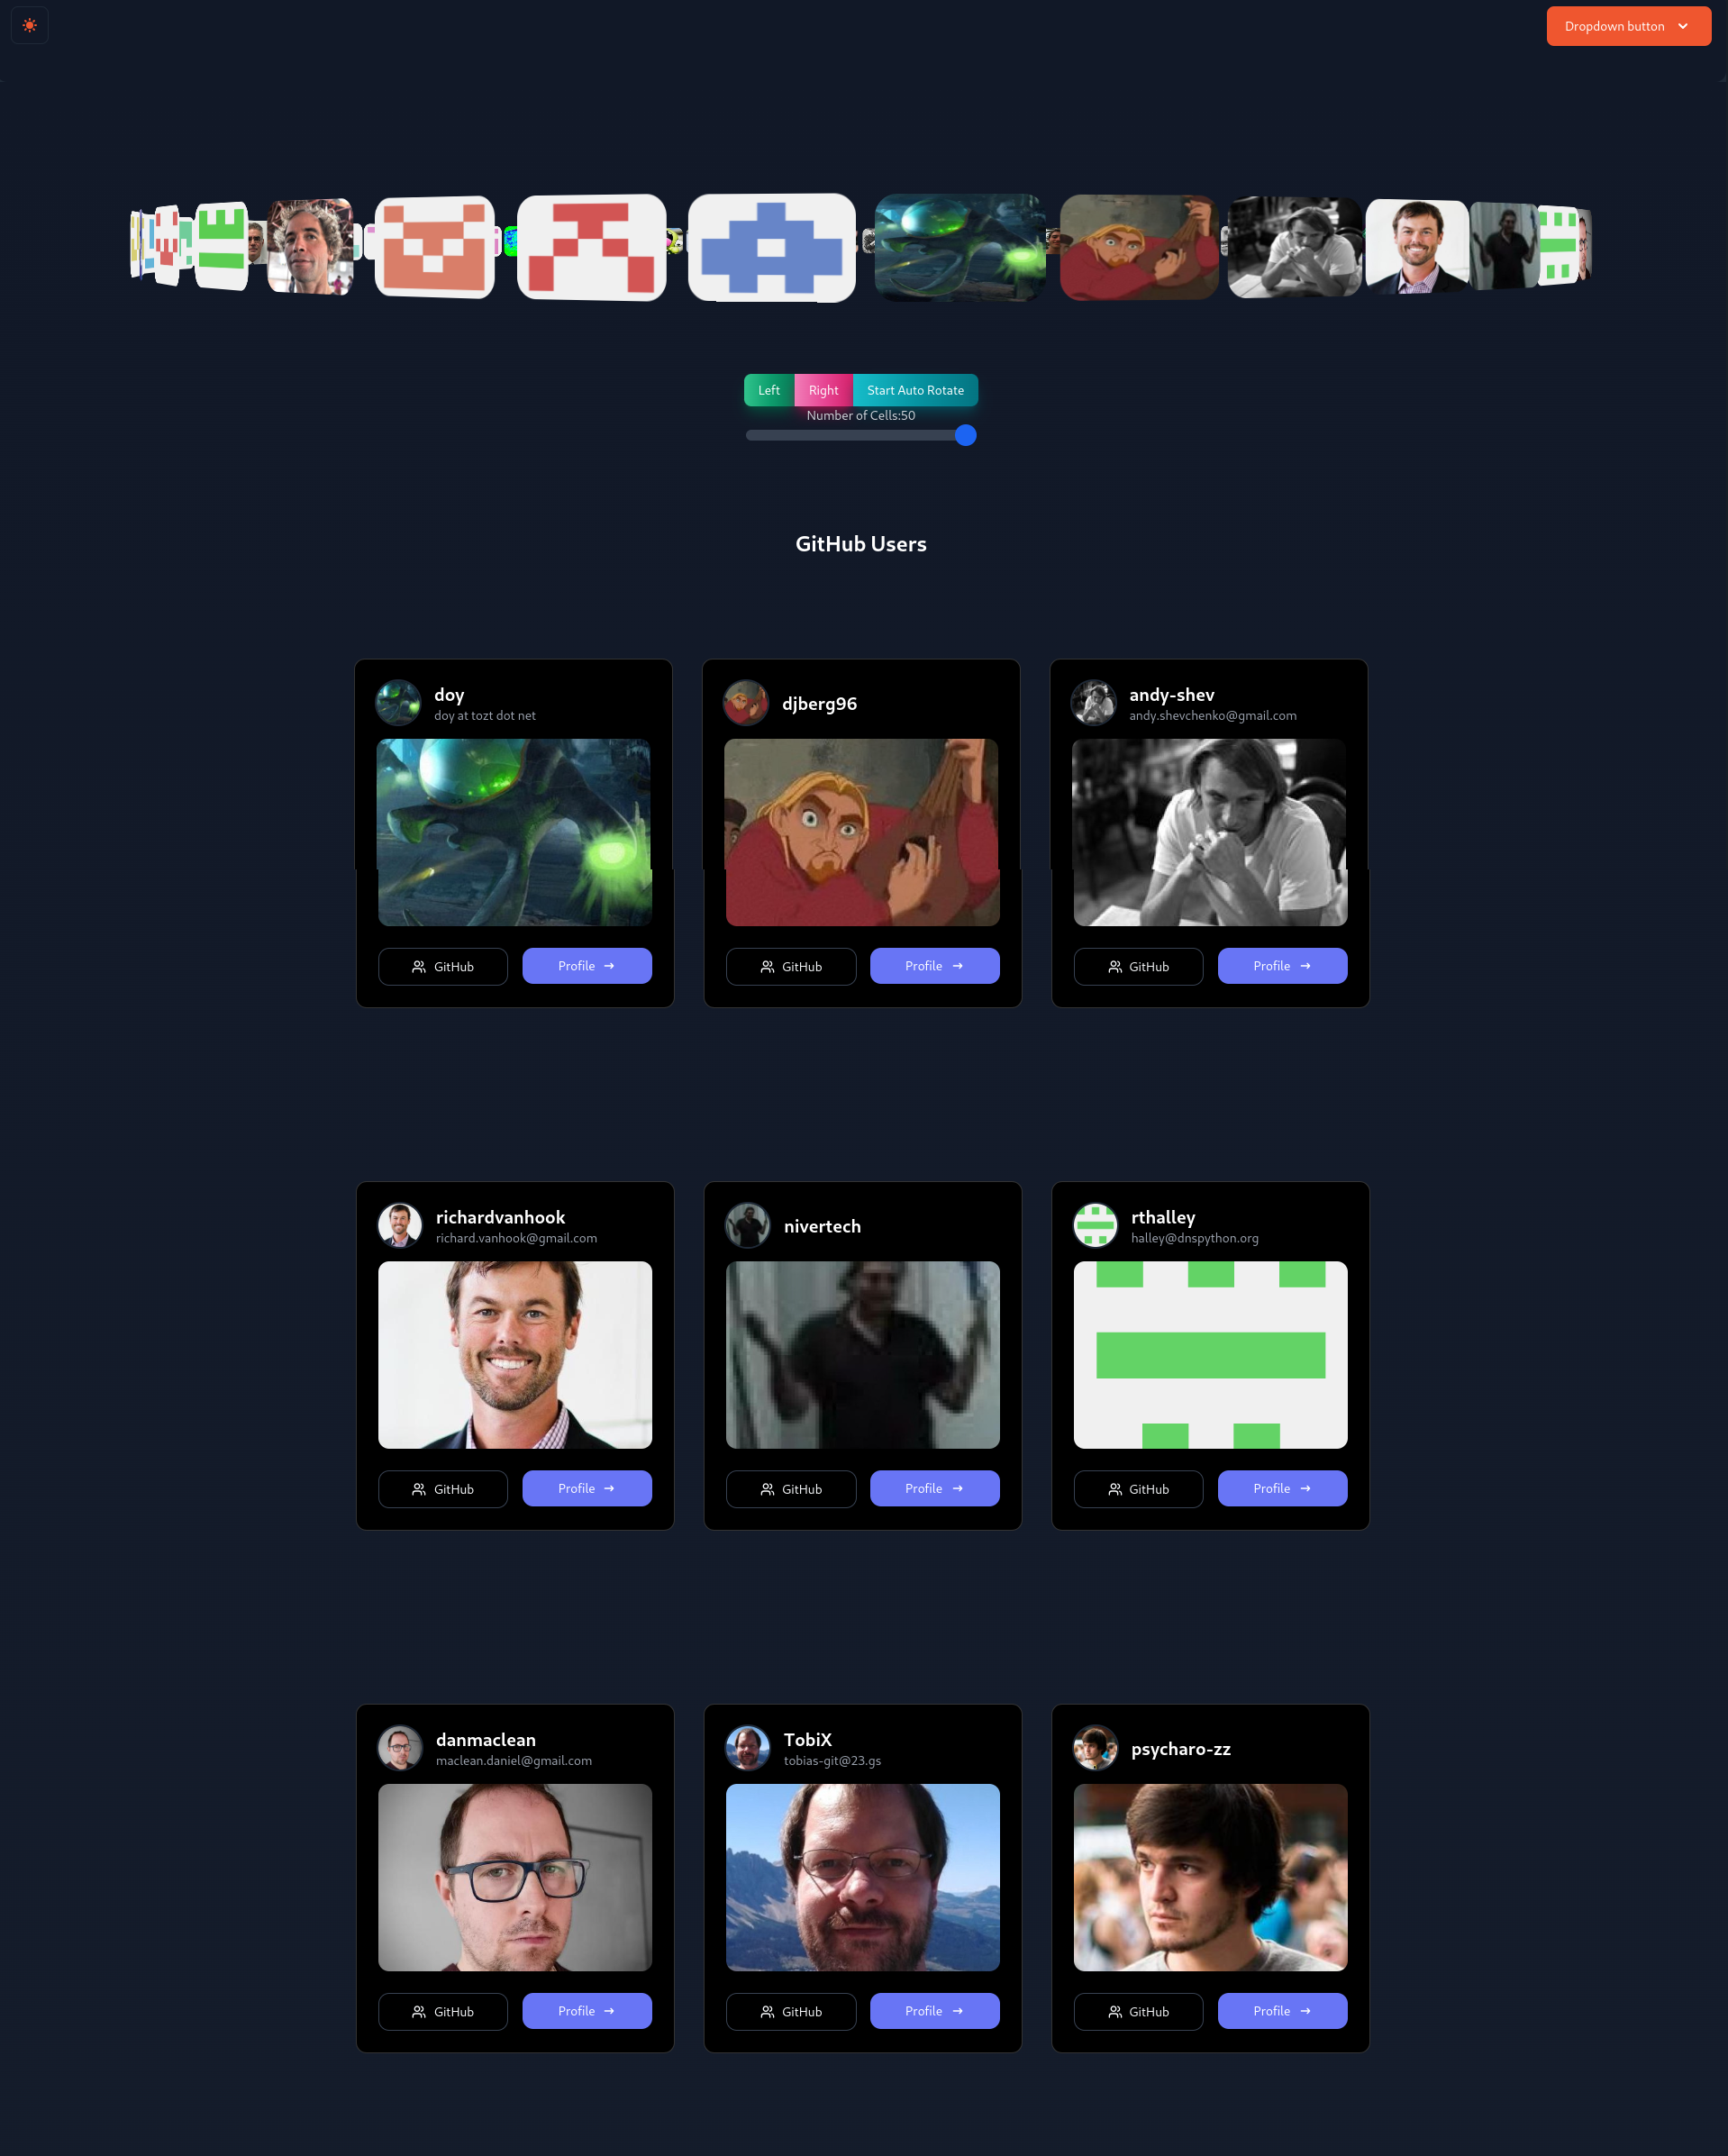 Dropdown button
Left Right Start Auto Rotate
Number of Cells:50
GitHub Users
doy
doy at tozt dot net
djberg96
andy-shev
andy.shevchenko@gmail.com
GitHub Profile
GitHub Profile
GitHub Profile
richardvanhook
richard.vanhook@gmail.com
nivertech
rthalley
halley@dnspython.org
GitHub Profile
GitHub Profile
GitHub Profile
danmaclean
maclean.daniel@gmail.com
TobiX
tobias-git@23.gs
psycharo-zz
GitHub Profile
GitHub Profile
GitHub Profile